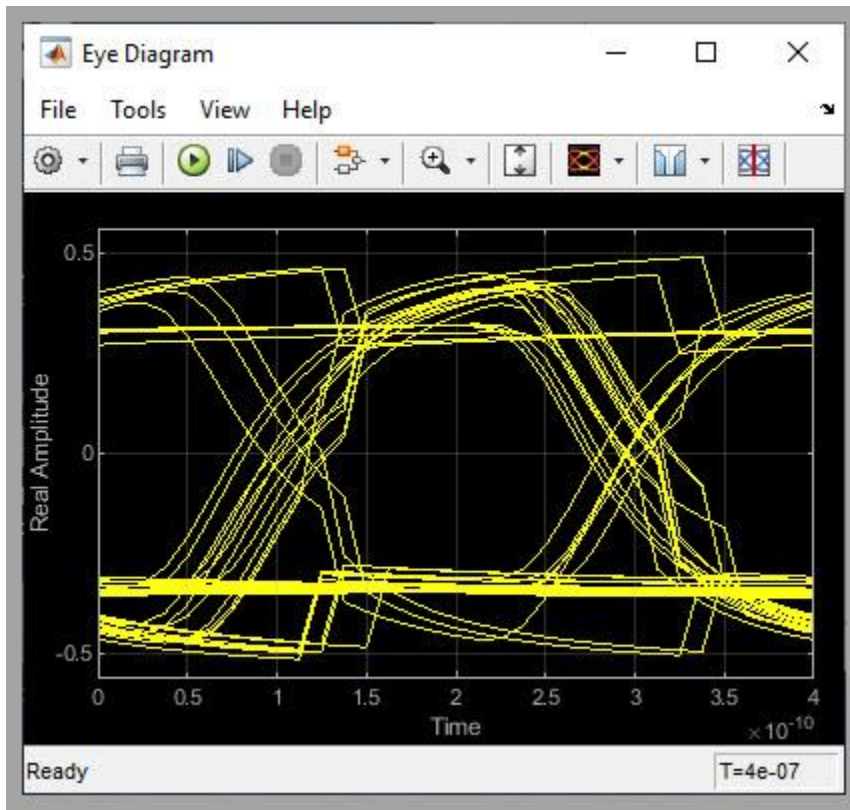 Eye Diagram
File Tools View Help
0.5
0
-0.5
Real Amplitude
0 0.5 1 1.5 2 2.5 3 3.5 4
Time
×10⁻¹⁰
Ready T=4e-07